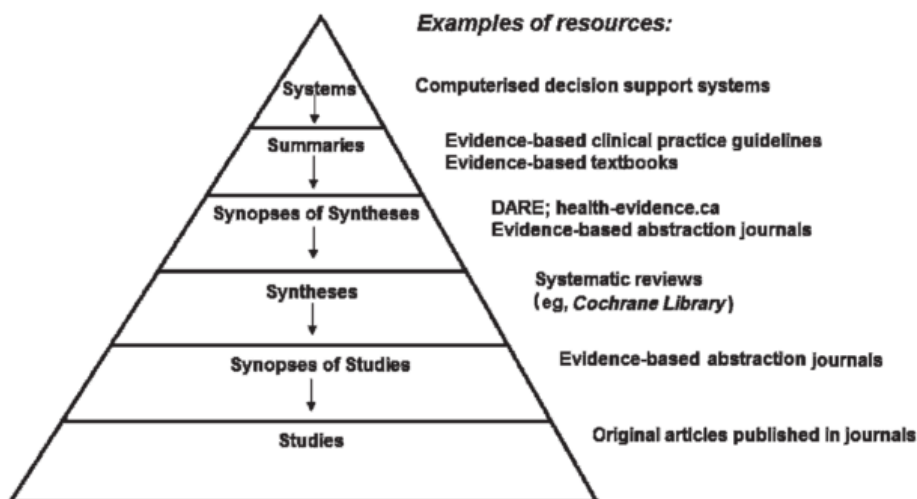 Examples of resources:
Systems
Computerised decision support systems
Summaries
Evidence-based clinical practice guidelines
Evidence-based textbooks
Synopses of Syntheses
DARE; health-evidence.ca
Evidence-based abstraction journals
Syntheses
Systematic reviews
(eg, Cochrane Library)
Synopses of Studies
Evidence-based abstraction journals
Studies
Original articles published in journals